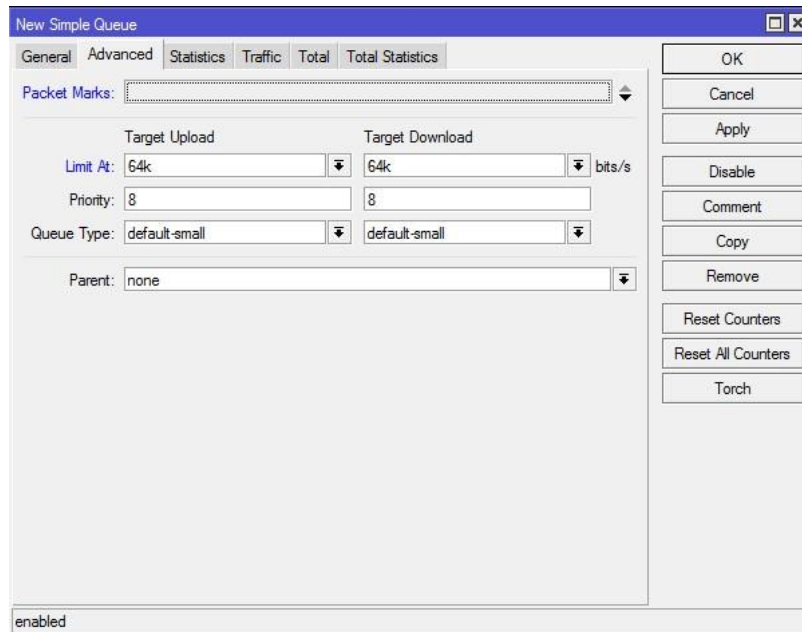 New Simple Queue
General Advanced Statistics Traffic Total Total Statistics
Packet Marks:
Target Upload Target Download
Limit At: 64k 64k bits/s
Priority: 8 8
Queue Type: default-small default-small
Parent: none
OK
Cancel
Apply
Disable
Comment
Copy
Remove
Reset Counters
Reset All Counters
Torch
enabled